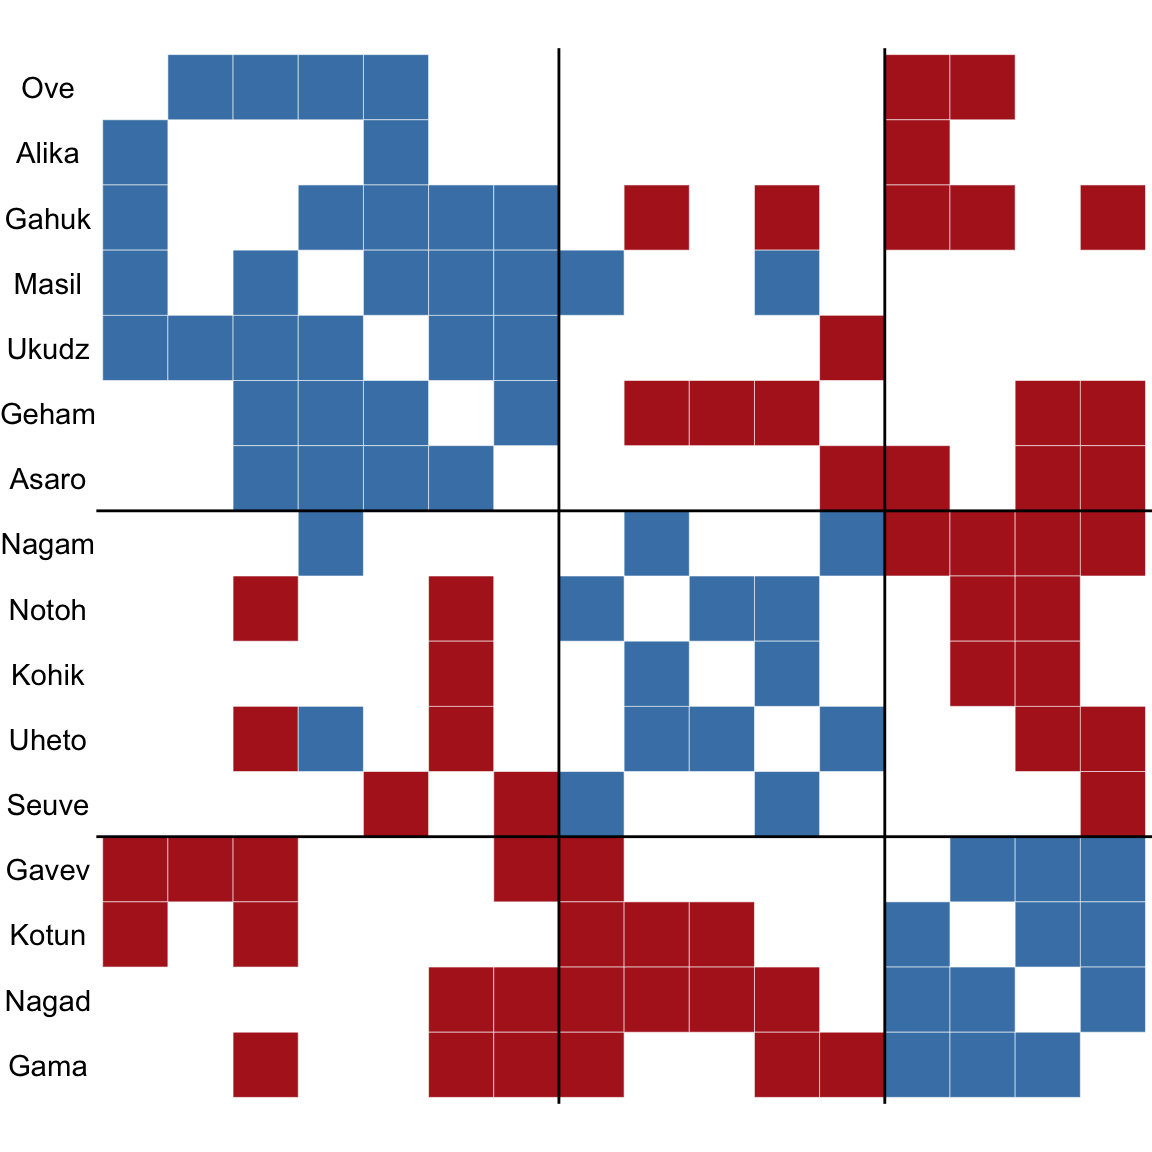 Ove
Alika
Gahuk
Masil
Ukudz
Geham
Asaro
Nagam
Notoh
Kohik
Uheto
Seuve
Gavev
Kotun
Nagad
Gama